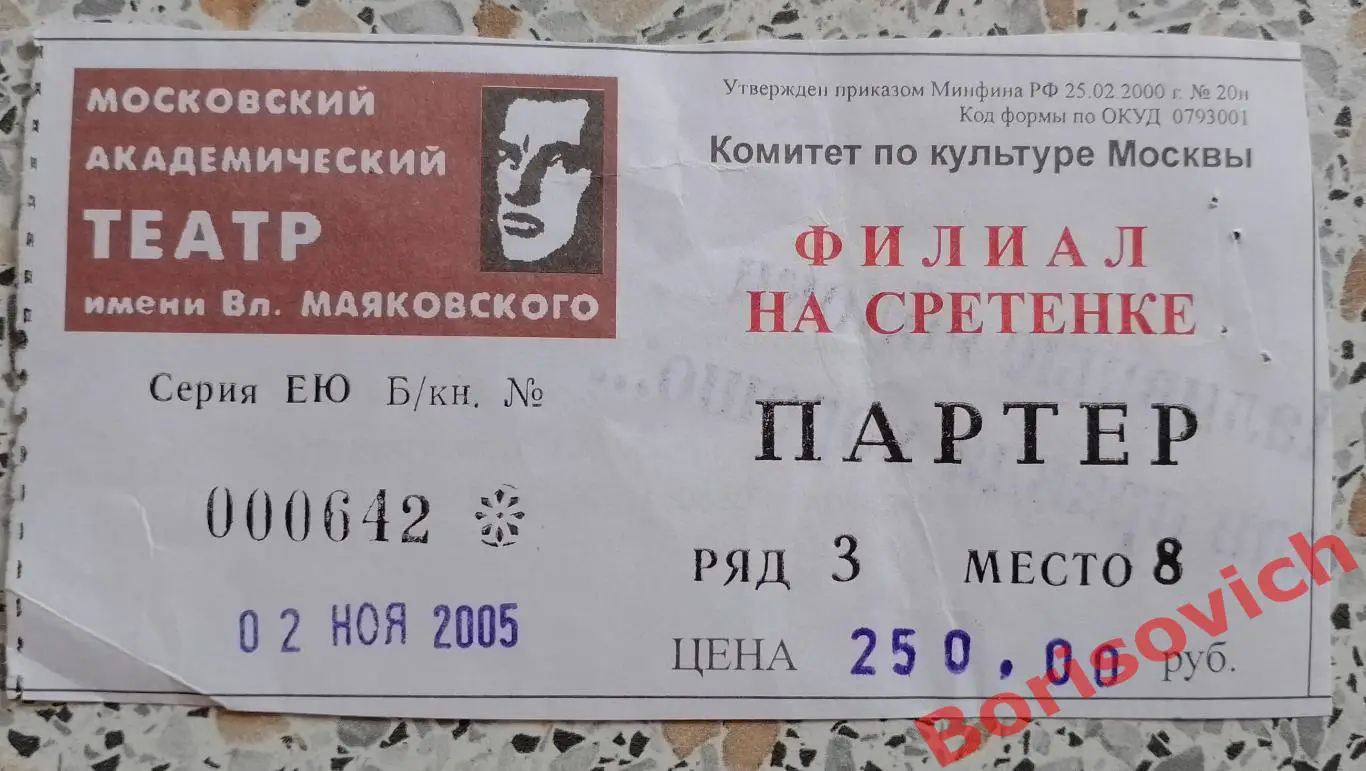 МОСКОВСКИЙ
АКАДЕМИЧЕСКИЙ
ТЕАТР
имени Вл. МАЯКОВСКОГО
Серия ЕЮ Б/кн. №
000642
02 НОЯ 2005
Утвержден приказом Минфина РФ 25.02.2000 г. № 20н
Код формы по ОКУД 0793001
Комитет по культуре Москвы
ФИЛИАЛ
НА СРЕТЕНКЕ
ПАРТЕР
РЯД 3 МЕСТО 8
ЦЕНА 250.00 руб.
Borisovich